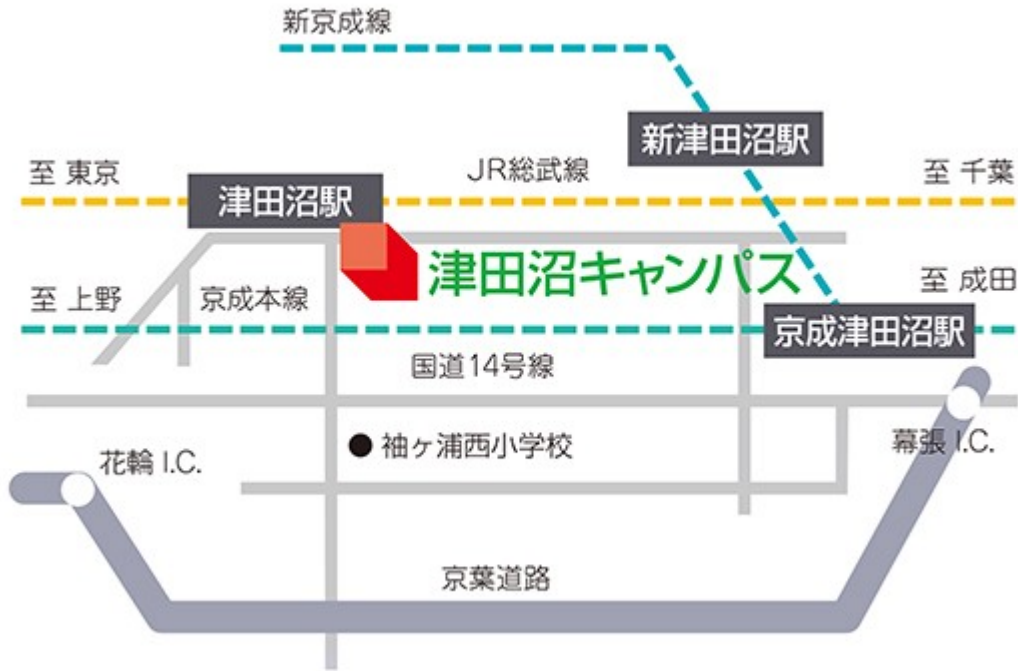 新京成線
新津田沼駅
至 東京
JR総武線
至 千葉
津田沼駅
津田沼キャンパス
至 上野
京成本線
至 成田
京成津田沼駅
国道14号線
袖ヶ浦西小学校
花輪 I.C.
幕張 I.C.
京葉道路